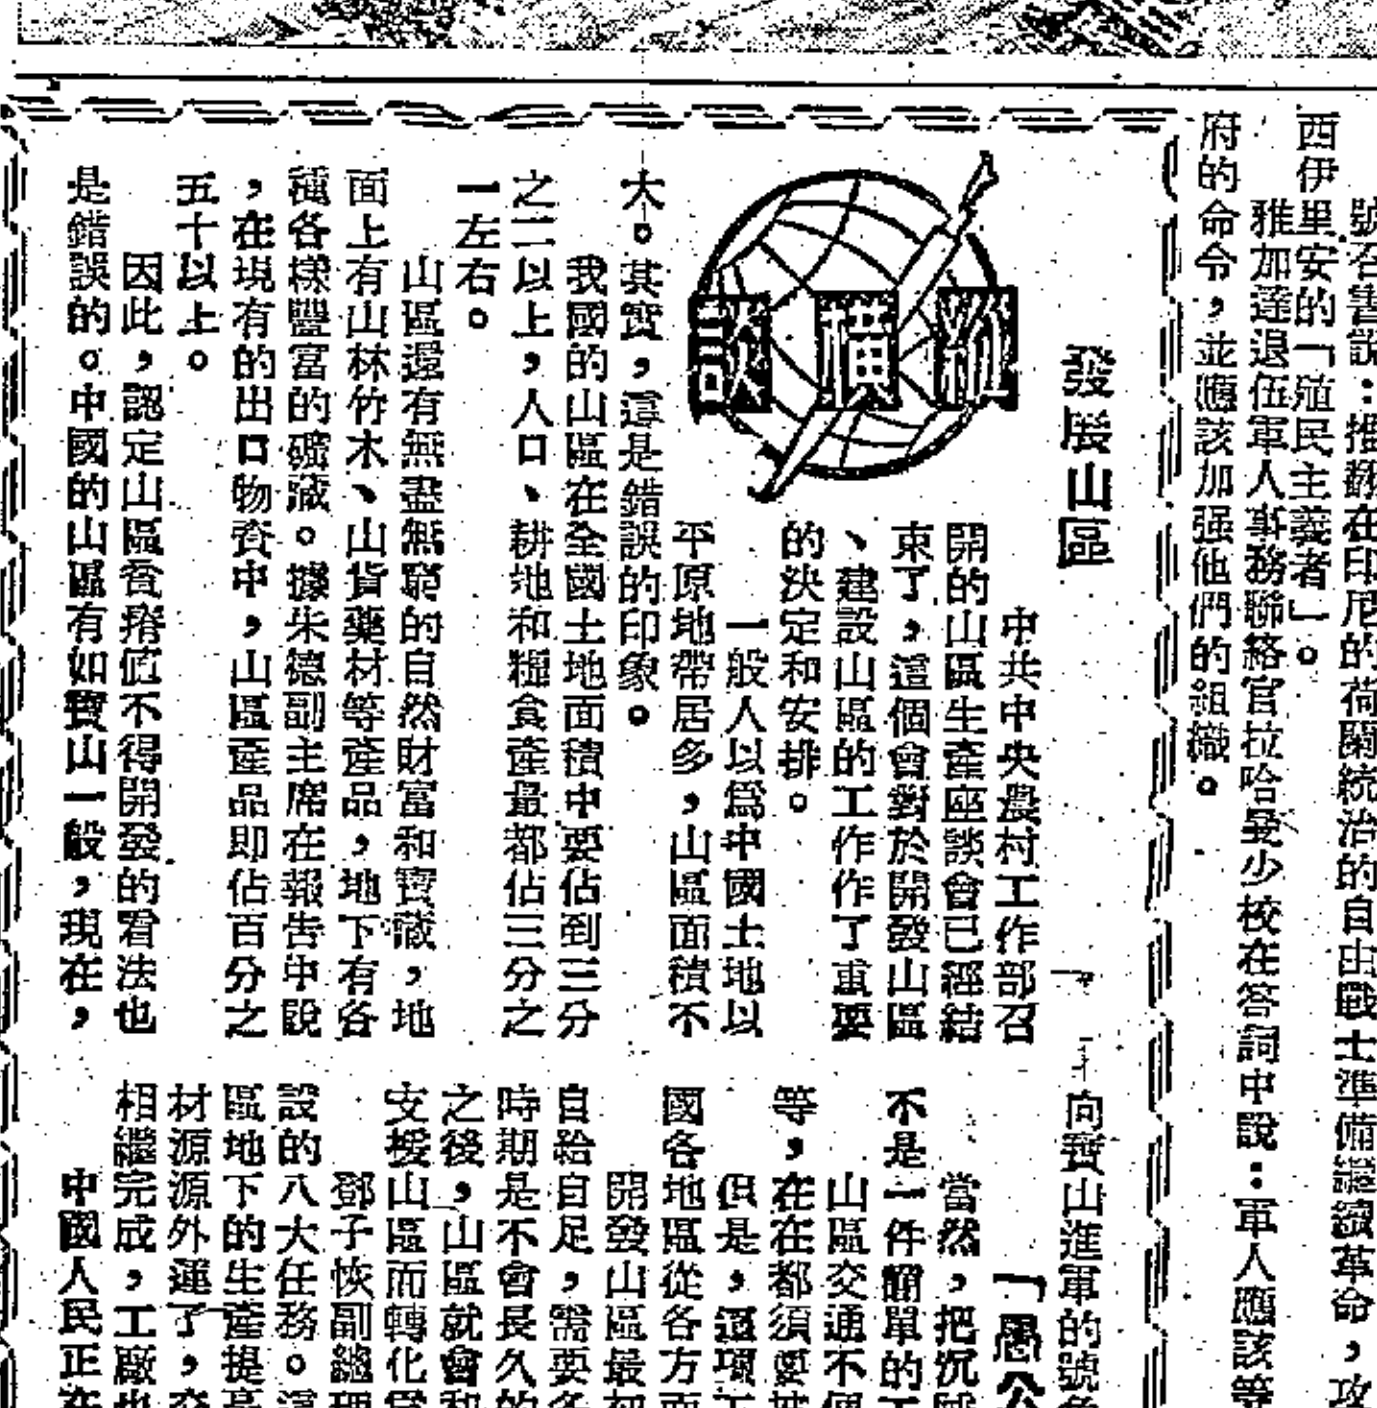 號召書説：推翻在印尼的荷蘭統治的自由戰士準備繼續革命，攻
西伊里安的「殖民主義者」。
雅加達退伍軍人事務聯絡官拉哈曼少校在答詞中說：軍人應該等
府的命令，並應該加强他們的組織。
縱橫談
發展山區
中共中央農村工作部召
開的山區生產座談會已經結
束了，這個會對於開發山區
、建設山區的工作作了重要
的決定和安排。
一般人以爲中國土地以
平原地帶居多，山區面積不
大。其實，這是錯誤的印象。
我國的山區在全國土地面積中要佔到三分
之二以上，人口、耕地和糧食產量都佔三分之
一左右。
山區還有無盡無窮的自然財富和寶藏，地
面上有山林竹木、山貨藥材等產品，地下有各
種各樣豐富的礦藏。據朱德副主席在報告中說
，在現有的出口物資中，山區產品即佔百分之
五十以上。
因此，認定山區貧瘠值不得開發的看法也
是錯誤的。中國的山區有如寶山一般，現在，
向寶山進軍的號
「愚公
當然，把沉
不是一件簡單的
山區交通不
等，在在都須要
但是，這項
國各地區從各方
開發山區最初
自給自足，需要
時期是不會長久的
之後，山區就會和
支援山區而轉化
鄧子恢副總理
設的八大任務。這
區地下的生產提高
材源源外運了，交
相繼完成，工廠也
中國人民正在